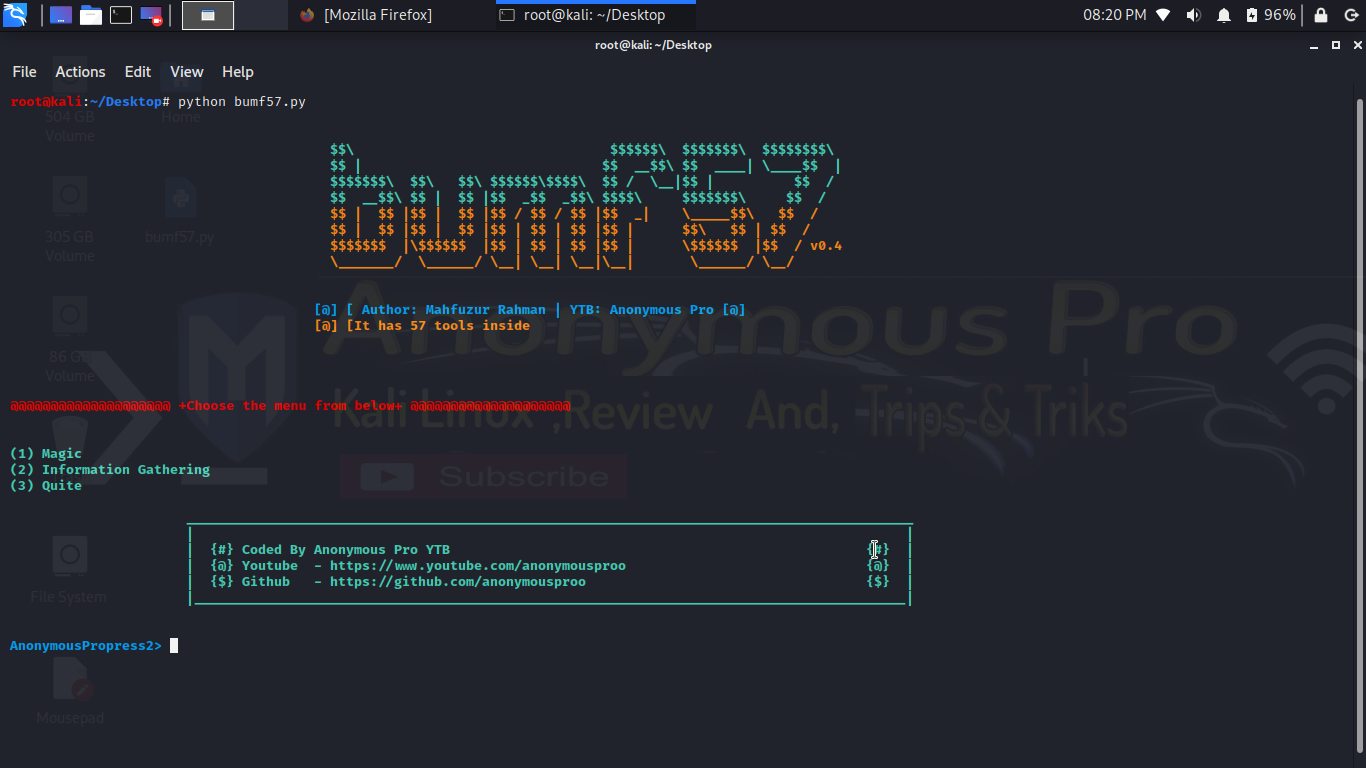 [Mozilla Firefox]
root@kali: ~/Desktop
08:20 PM
96%
root@kali:~/Desktop
File Actions Edit View Help
root@kali:~/Desktop# python bumf57.py
504 GB
Volume
Home
$$\                                $$$$$$\  $$$$$$$\  $$$$$$$$\
$$ |                              $$  __$$\ $$  ____| \____$$  |
$$$$$$$\  $$\   $$\ $$$$$$\$$$$\  $$ /  \__|$$ |          $$  /
$$  __$$\ $$ |  $$ |$$  _$$  _$$\ $$$$\     $$$$$$$\     $$  /
$$ |  $$ |$$ |  $$ |$$ / $$ / $$ |$$  _|    \_____$$\   $$  /
$$ |  $$ |$$ |  $$ |$$ | $$ | $$ |$$ |      $$\   $$ | $$  /
$$$$$$$  |\$$$$$$  |$$ | $$ | $$ |$$ |      \$$$$$$  |$$  / v0.4
\_______/  \______/ \__| \__| \__|\__|       \______/ \__/
305 GB
Volume
bumf57.py
[@] [ Author: Mahfuzur Rahman | YTB: Anonymous Pro [@]
[@] [It has 57 tools inside
Anonymous Pro
86 GB
Volume
@@@@@@@@@@@@@@@@@@@@ +Choose the menu from below+ @@@@@@@@@@@@@@@@@@@@
Kali Linox ,Review And, Trips & Triks
(1) Magic
(2) Information Gathering
(3) Quite
Subscribe
{#} Coded By Anonymous Pro YTB {#}
{@} Youtube - https://www.youtube.com/anonymousproo {@}
{$} Github - https://github.com/anonymousproo {$}
File System
AnonymousPropress2>
Mousepad